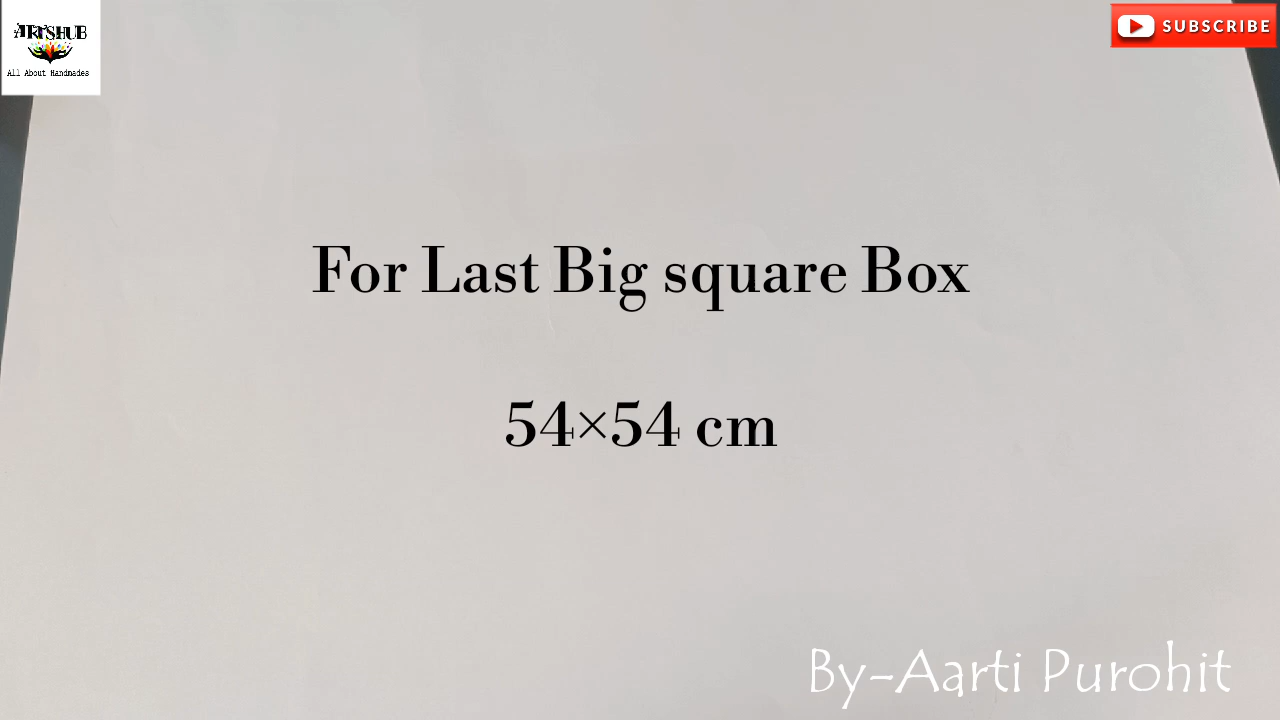 ARTSHUB
All About Handmades
SUBSCRIBE
For Last Big square Box
54×54 cm
By-Aarti Purohit